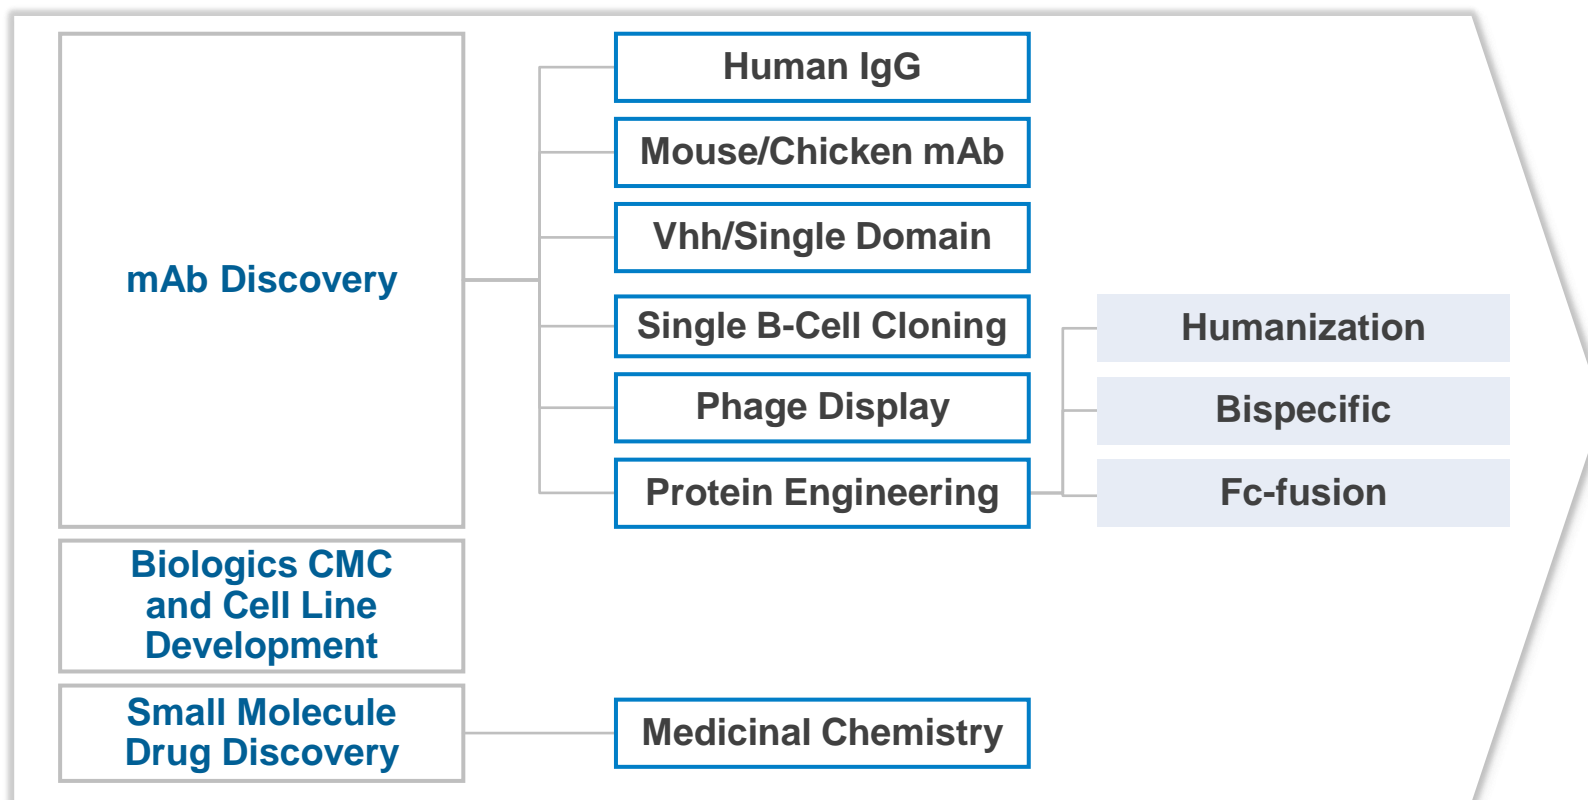 mAb Discovery
Human IgG
Mouse/Chicken mAb
Vhh/Single Domain
Single B-Cell Cloning
Phage Display
Protein Engineering
Humanization
Bispecific
Fc-fusion
Biologics CMC
and Cell Line
Development
Small Molecule
Drug Discovery
Medicinal Chemistry